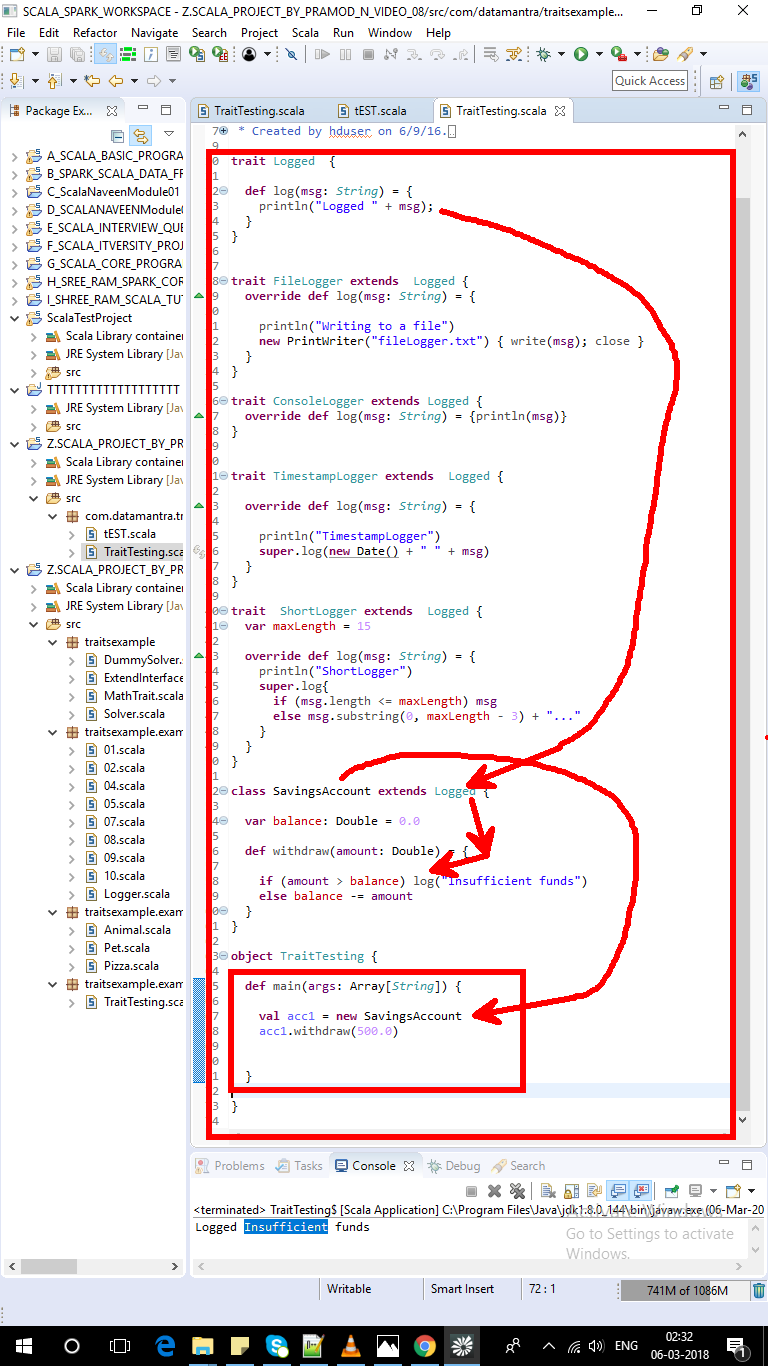 SCALA_SPARK_WORKSPACE - Z.SCALA_PROJECT_BY_PRAMOD_N_VIDEO_08/src/com/datamantra/traitsexample...
File Edit Refactor Navigate Search Project Scala Run Window Help
Quick Access
Package Ex...
A_SCALA_BASIC_PROGRA
B_SPARK_SCALA_DATA_FF
C_ScalaNaveenModule01
D_SCALANAVEENModule
E_SCALA_INTERVIEW_QUE
F_SCALA_ITVERSITY_PROJ
G_SCALA_CORE_PROGRA
H_SREE_RAM_SPARK_COR
I_SHREE_RAM_SCALA_TUT
ScalaTestProject
Scala Library container
JRE System Library [Jav
src
TTTTTTTTTTTTTTTTTTT
JRE System Library [Jav
src
Z.SCALA_PROJECT_BY_PR
Scala Library container
JRE System Library [Jav
src
com.datamantra.tr
tEST.scala
TraitTesting.sca
Z.SCALA_PROJECT_BY_PR
Scala Library container
JRE System Library [Jav
src
traitsexample
DummySolver.
ExtendInterface
MathTrait.scala
Solver.scala
traitsexample.exam
01.scala
02.scala
04.scala
05.scala
07.scala
08.scala
09.scala
10.scala
Logger.scala
traitsexample.exam
Animal.scala
Pet.scala
Pizza.scala
traitsexample.exam
TraitTesting.sca
TraitTesting.scala tEST.scala TraitTesting.scala
7 * Created by hduser on 6/9/16.
9
0 trait Logged {
1
2 def log(msg: String) = {
3 println("Logged " + msg);
4 }
5 }
6
7
8 trait FileLogger extends Logged {
9 override def log(msg: String) = {
0
1 println("Writing to a file")
2 new PrintWriter("fileLogger.txt") { write(msg); close }
3 }
4 }
5
6 trait ConsoleLogger extends Logged {
7 override def log(msg: String) = {println(msg)}
8 }
9
0
1 trait TimestampLogger extends Logged {
2
3 override def log(msg: String) = {
4
5 println("TimestampLogger")
6 super.log(new Date() + " " + msg)
7 }
8 }
9
0 trait ShortLogger extends Logged {
1 var maxLength = 15
2
3 override def log(msg: String) = {
4 println("ShortLogger")
5 super.log{
6 if (msg.length <= maxLength) msg
7 else msg.substring(0, maxLength - 3) + "..."
8 }
9 }
0 }
1
2 class SavingsAccount extends Logged {
3
4 var balance: Double = 0.0
5
6 def withdraw(amount: Double) = {
7
8 if (amount > balance) log("Insufficient funds")
9 else balance -= amount
0 }
1 }
2
3 object TraitTesting {
4
5 def main(args: Array[String]) {
6
7 val acc1 = new SavingsAccount
8 acc1.withdraw(500.0)
9
0
1 }
2
3 }
4
Problems Tasks Console Debug Search
<terminated> TraitTesting$ [Scala Application] C:\Program Files\Java\jdk1.8.0_144\bin\javaw.exe (06-Mar-20
Logged Insufficient funds
Activate Windows
Go to Settings to activate
Windows.
Writable Smart Insert 72 : 1 741M of 1086M
ENG
02:32
06-03-2018
1